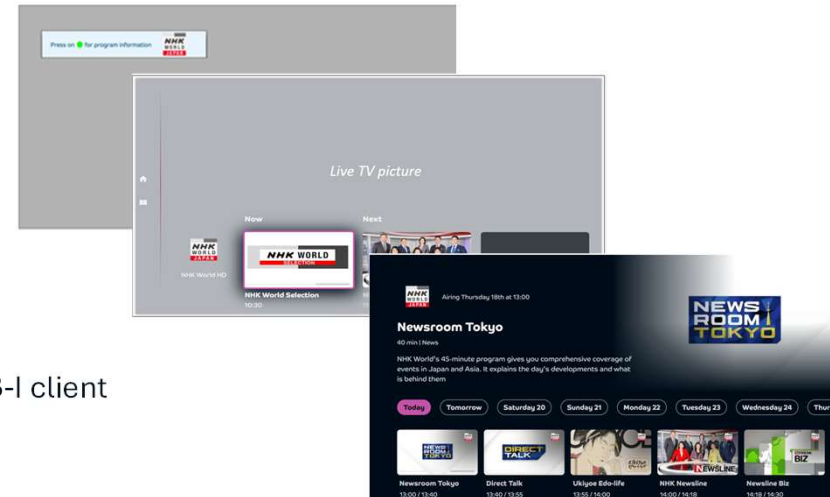 Press on for program information
NHK
WORLD
JAPAN
Live TV picture
Now
Next
NHK
WORLD
JAPAN
NHK World HD
NHK WORLD
SELECTION
NHK World Selection
10:30
B-I client
NHK
WORLD
JAPAN
Airing Thursday 18th at 13:00
NEWS
ROOM
TOKYO
Newsroom Tokyo
40 min | News
NHK World's 45-minute program gives you comprehensive coverage of
events in Japan and Asia. It explains the day's developments and what
is behind them
Today
Tomorrow
Saturday 20
Sunday 21
Monday 22
Tuesday 23
Wednesday 24
Thur
NEWS
ROOM
TOKYO
DIRECT
TALK
NEWSLINE
BIZ
Newsroom Tokyo
Direct Talk
Ukiyoe Edo-life
NHK Newsline
Newsline Biz
13:00 / 13:40
13:40 / 13:55
13:55 / 14:00
14:00 / 14:18
14:18 / 14:30